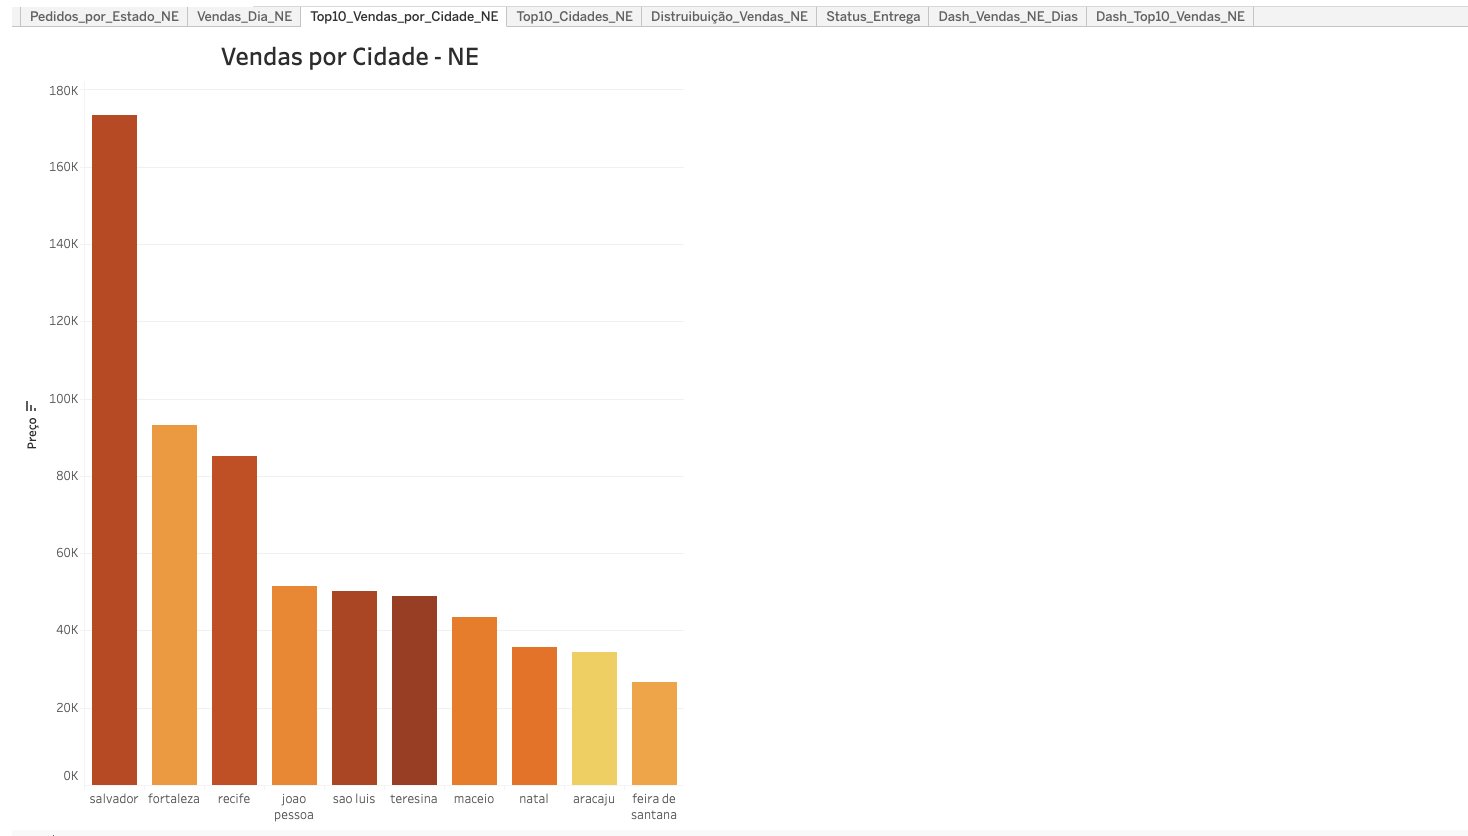 Pedidos_por_Estado_NE Vendas_Dia_NE Top10_Vendas_por_Cidade_NE Top10_Cidades_NE Distruibuição_Vendas_NE Status_Entrega Dash_Vendas_NE_Dias Dash_Top10_Vendas_NE
Vendas por Cidade - NE
180K
160K
140K
120K
100K
80K
60K
40K
20K
0K
Preço
salvador fortaleza recife joao pessoa sao luis teresina maceio natal aracaju feira de santana